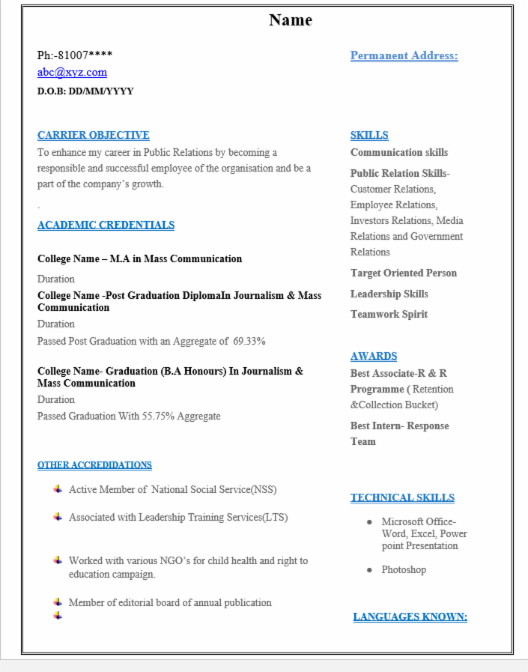 Name
Ph:-81007****
abc@xyz.com
D.O.B: DD/MM/YYYY
CARRIER OBJECTIVE
To enhance my career in Public Relations by becoming a
responsible and successful employee of the organisation and be a
part of the company’s growth.
.
ACADEMIC CREDENTIALS
College Name – M.A in Mass Communication
Duration
College Name -Post Graduation DiplomaIn Journalism & Mass
Communication
Duration
Passed Post Graduation with an Aggregate of 69.33%
College Name- Graduation (B.A Honours) In Journalism &
Mass Communication
Duration
Passed Graduation With 55.75% Aggregate
OTHER ACCREDIDATIONS
Active Member of National Social Service(NSS)
Associated with Leadership Training Services(LTS)
Worked with various NGO’s for child health and right to
education campaign.
Member of editorial board of annual publication
Permanent Address:
SKILLS
Communication skills
Public Relation Skills-
Customer Relations,
Employee Relations,
Investors Relations, Media
Relations and Government
Relations
Target Oriented Person
Leadership Skills
Teamwork Spirit
AWARDS
Best Associate-R & R
Programme ( Retention
&Collection Bucket)
Best Intern- Response
Team
TECHNICAL SKILLS
Microsoft Office-
Word, Excel, Power
point Presentation
Photoshop
LANGUAGES KNOWN: